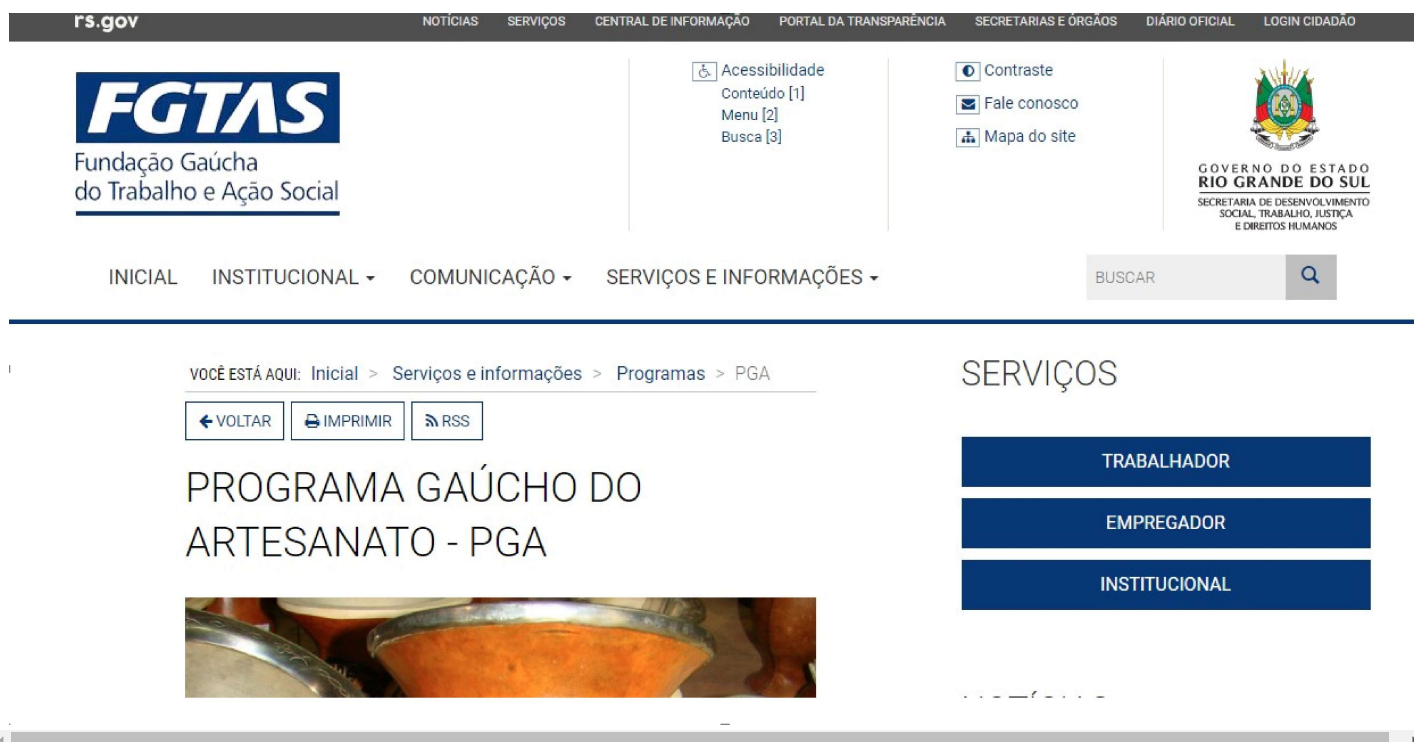 rs.gov
NOTÍCIAS SERVIÇOS CENTRAL DE INFORMAÇÃO PORTAL DA TRANSPARÊNCIA SECRETARIAS E ÓRGÃOS DIÁRIO OFICIAL LOGIN CIDADÃO
FGTAS
Fundação Gaúcha
do Trabalho e Ação Social
Acessibilidade
Conteúdo [1]
Menu [2]
Busca [3]
Contraste
Fale conosco
Mapa do site
GOVERNO DO ESTADO
RIO GRANDE DO SUL
SECRETARIA DE DESENVOLVIMENTO
SOCIAL, TRABALHO, JUSTIÇA
E DIREITOS HUMANOS
INICIAL INSTITUCIONAL COMUNICAÇÃO SERVIÇOS E INFORMAÇÕES
BUSCAR
VOCÊ ESTÁ AQUI: Inicial > Serviços e informações > Programas > PGA
VOLTAR IMPRIMIR RSS
PROGRAMA GAÚCHO DO
ARTESANATO - PGA
SERVIÇOS
TRABALHADOR
EMPREGADOR
INSTITUCIONAL